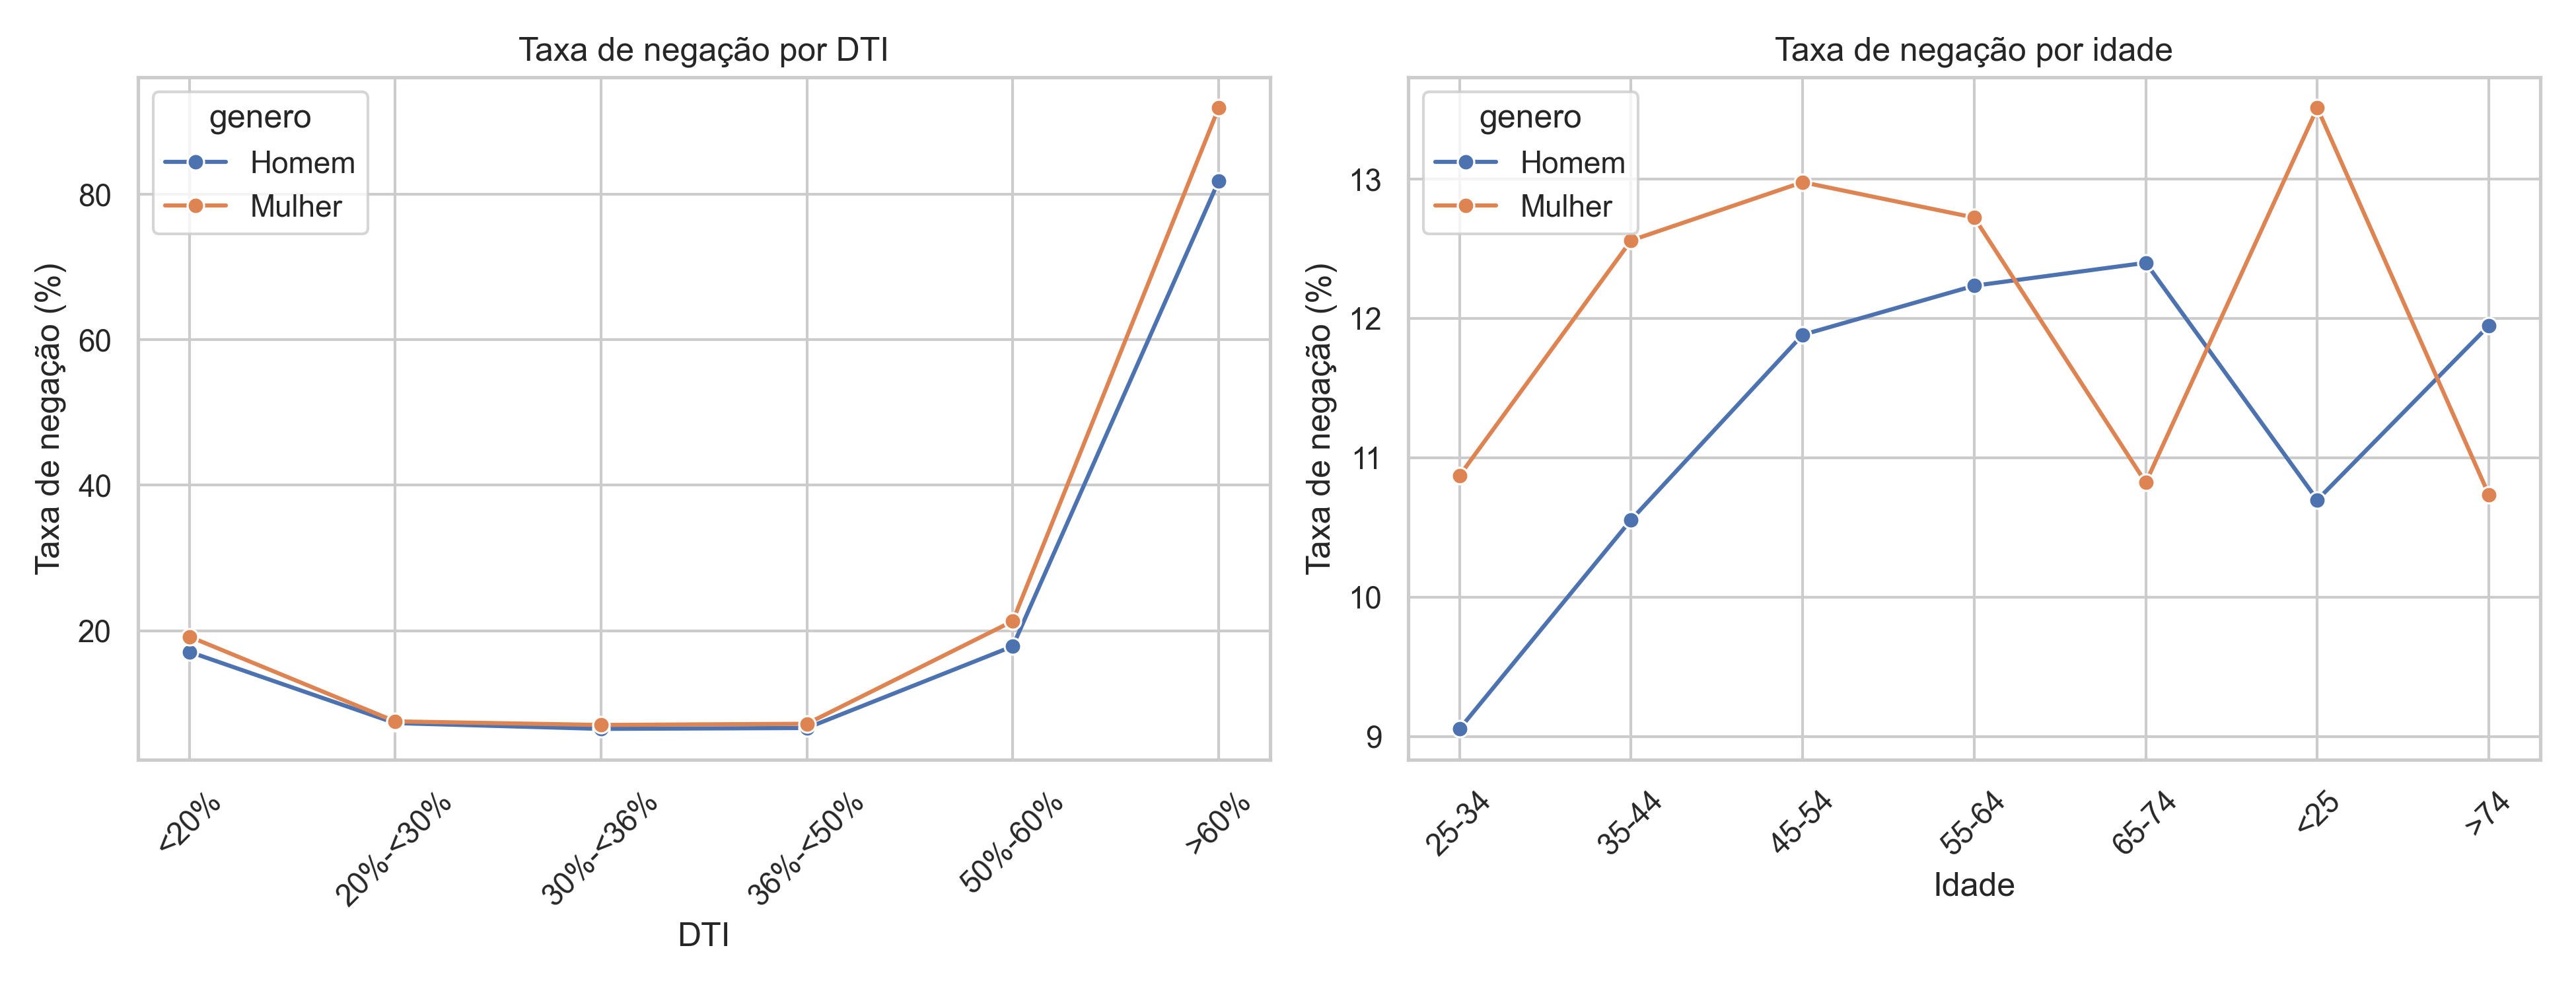 Taxa de negação por DTI
genero
Homem
Mulher
Taxa de negação (%)
80
60
40
20
<20%
20%-<30%
30%-<36%
36%-<50%
50%-60%
>60%
DTI
Taxa de negação por idade
genero
Homem
Mulher
Taxa de negação (%)
13
12
11
10
9
25-34
35-44
45-54
55-64
65-74
<25
>74
Idade